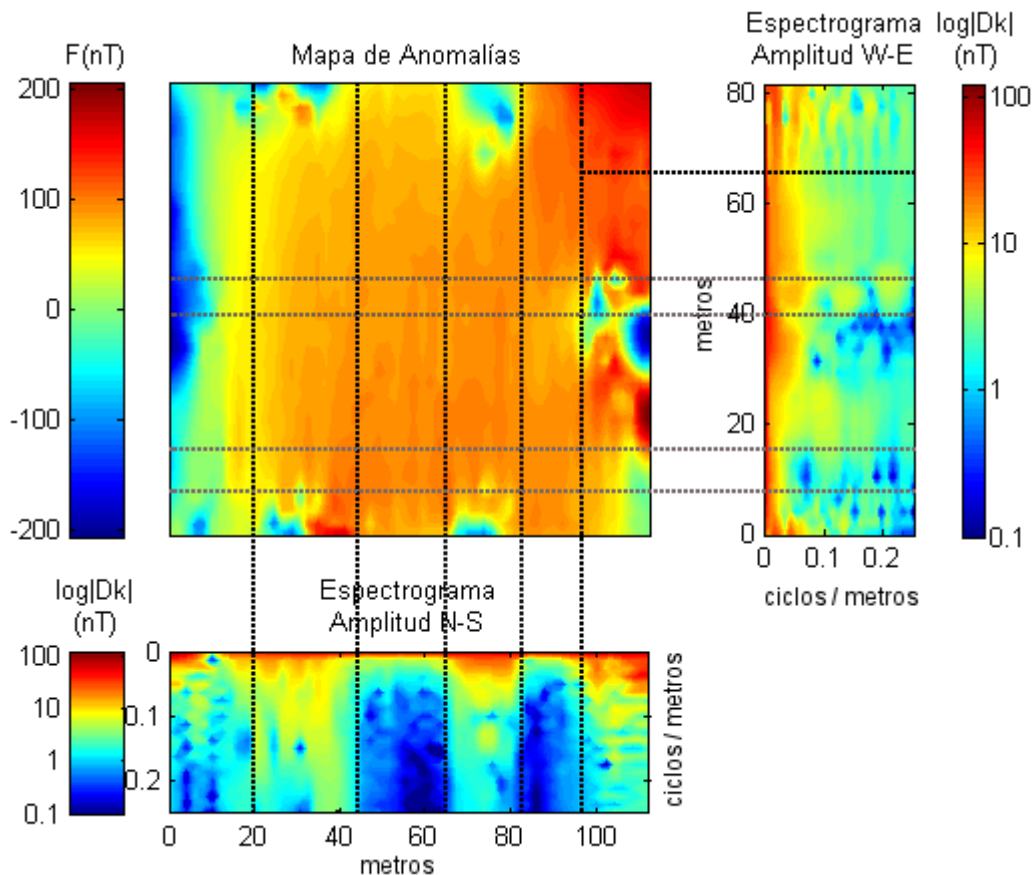 F(nT)
200
100
0
-100
-200
Mapa de Anomalías
Espectrograma
Amplitud W-E
metros
80
60
40
20
0
0
0.1
0.2
ciclos / metros
log|Dk|
(nT)
100
10
1
0.1
log|Dk|
(nT)
100
10
1
0.1
Espectrograma
Amplitud N-S
0
0.1
0.2
0
20
40
60
80
100
metros
ciclos / metros